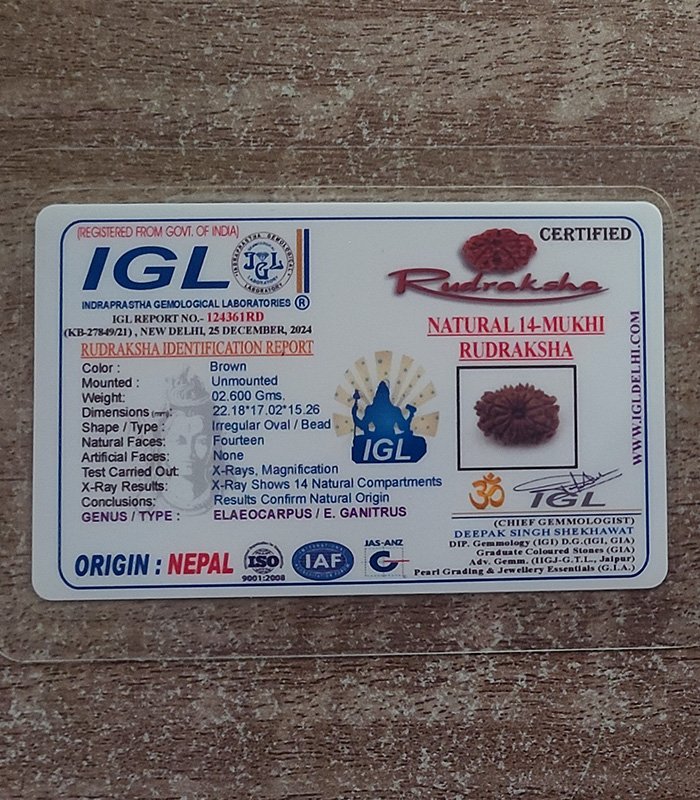 (REGISTERED FROM GOVT. OF INDIA)
IGL
INDRAPRASTHA GEMOLOGICAL LABORATORY
IGL
INDRAPRASTHA GEMOLOGICAL LABORATORIES ®
IGL REPORT NO.- 124361RD
(KB-27849/21) , NEW DELHI, 25 DECEMBER, 2024
RUDRAKSHA IDENTIFICATION REPORT
Color : Brown
Mounted : Unmounted
Weight: 02.600 Gms.
Dimensions (mm): 22.18*17.02*15.26
Shape / Type : Irregular Oval / Bead
Natural Faces: Fourteen
Artificial Faces: None
Test Carried Out: X-Rays, Magnification
X-Ray Results: X-Ray Shows 14 Natural Compartments
Conclusions: Results Confirm Natural Origin
GENUS / TYPE : ELAEOCARPUS / E. GANITRUS
ORIGIN : NEPAL
ISO
9001:2008
IAF
JAS-ANZ
IGL
CERTIFIED
Rudraksha
NATURAL 14-MUKHI
RUDRAKSHA
WWW.IGLDELHI.COM
ॐ
IGL
(CHIEF GEMMOLOGIST)
DEEPAK SINGH SHEKHAWAT
DIP. Gemmology (IGI) D.G.(IGI, GIA)
Graduate Coloured Stones (GIA)
Adv. Gemm. (IIGJ-G.T.L., Jaipur)
Pearl Grading & Jewellery Essentials (G.I.A.)